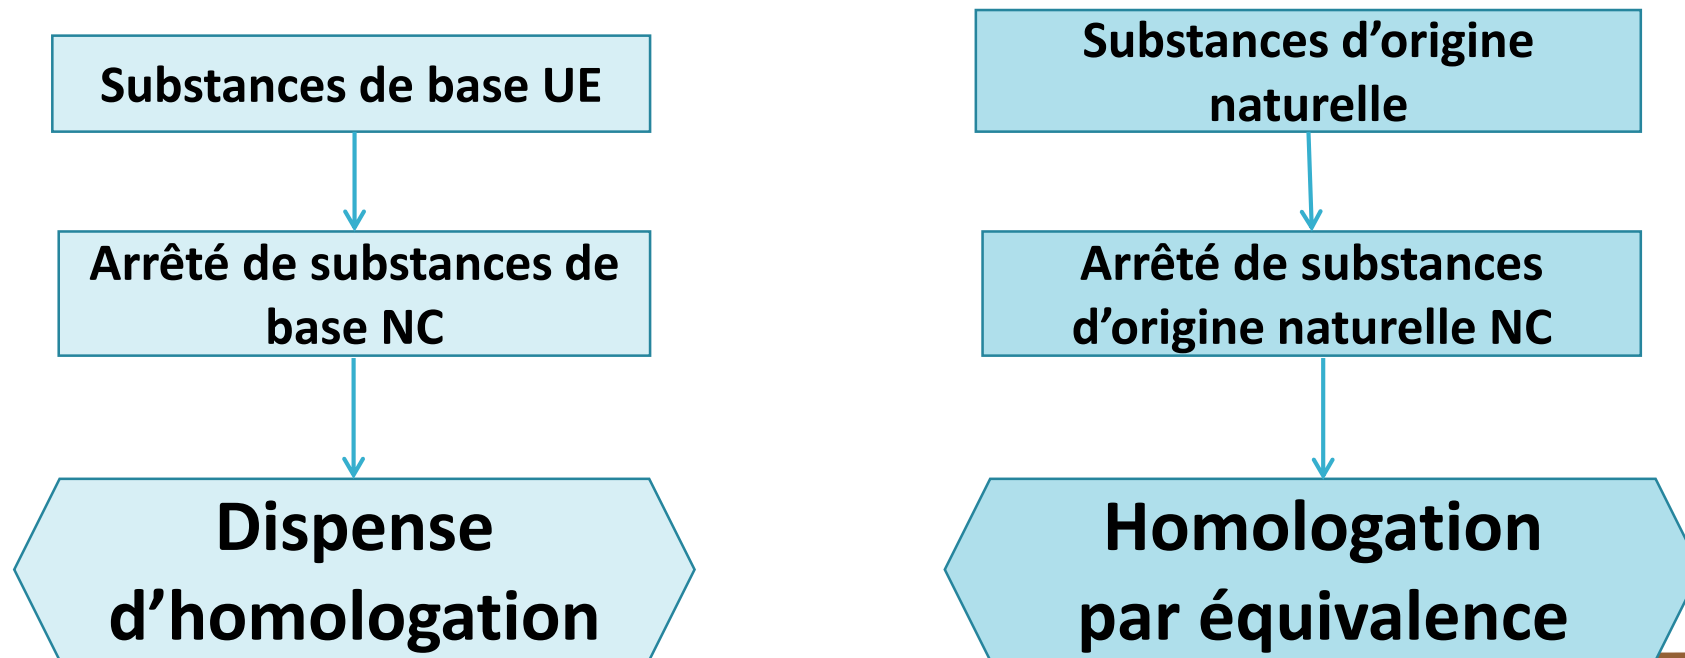 Substances de base UE
Arrêté de substances de
base NC
Dispense
d’homologation
Substances d’origine
naturelle
Arrêté de substances
d’origine naturelle NC
Homologation
par équivalence